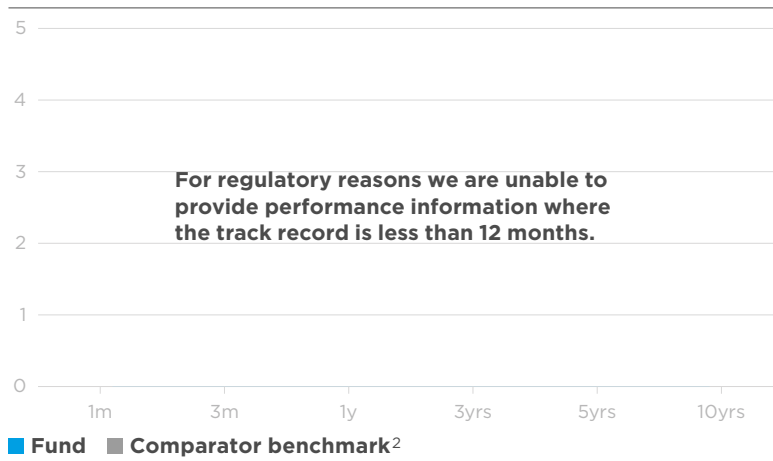 5
4
3
For regulatory reasons we are unable to
provide performance information where
the track record is less than 12 months.
2
1
0
1m 3m 1y 3yrs 5yrs 10yrs
Fund Comparator benchmark²